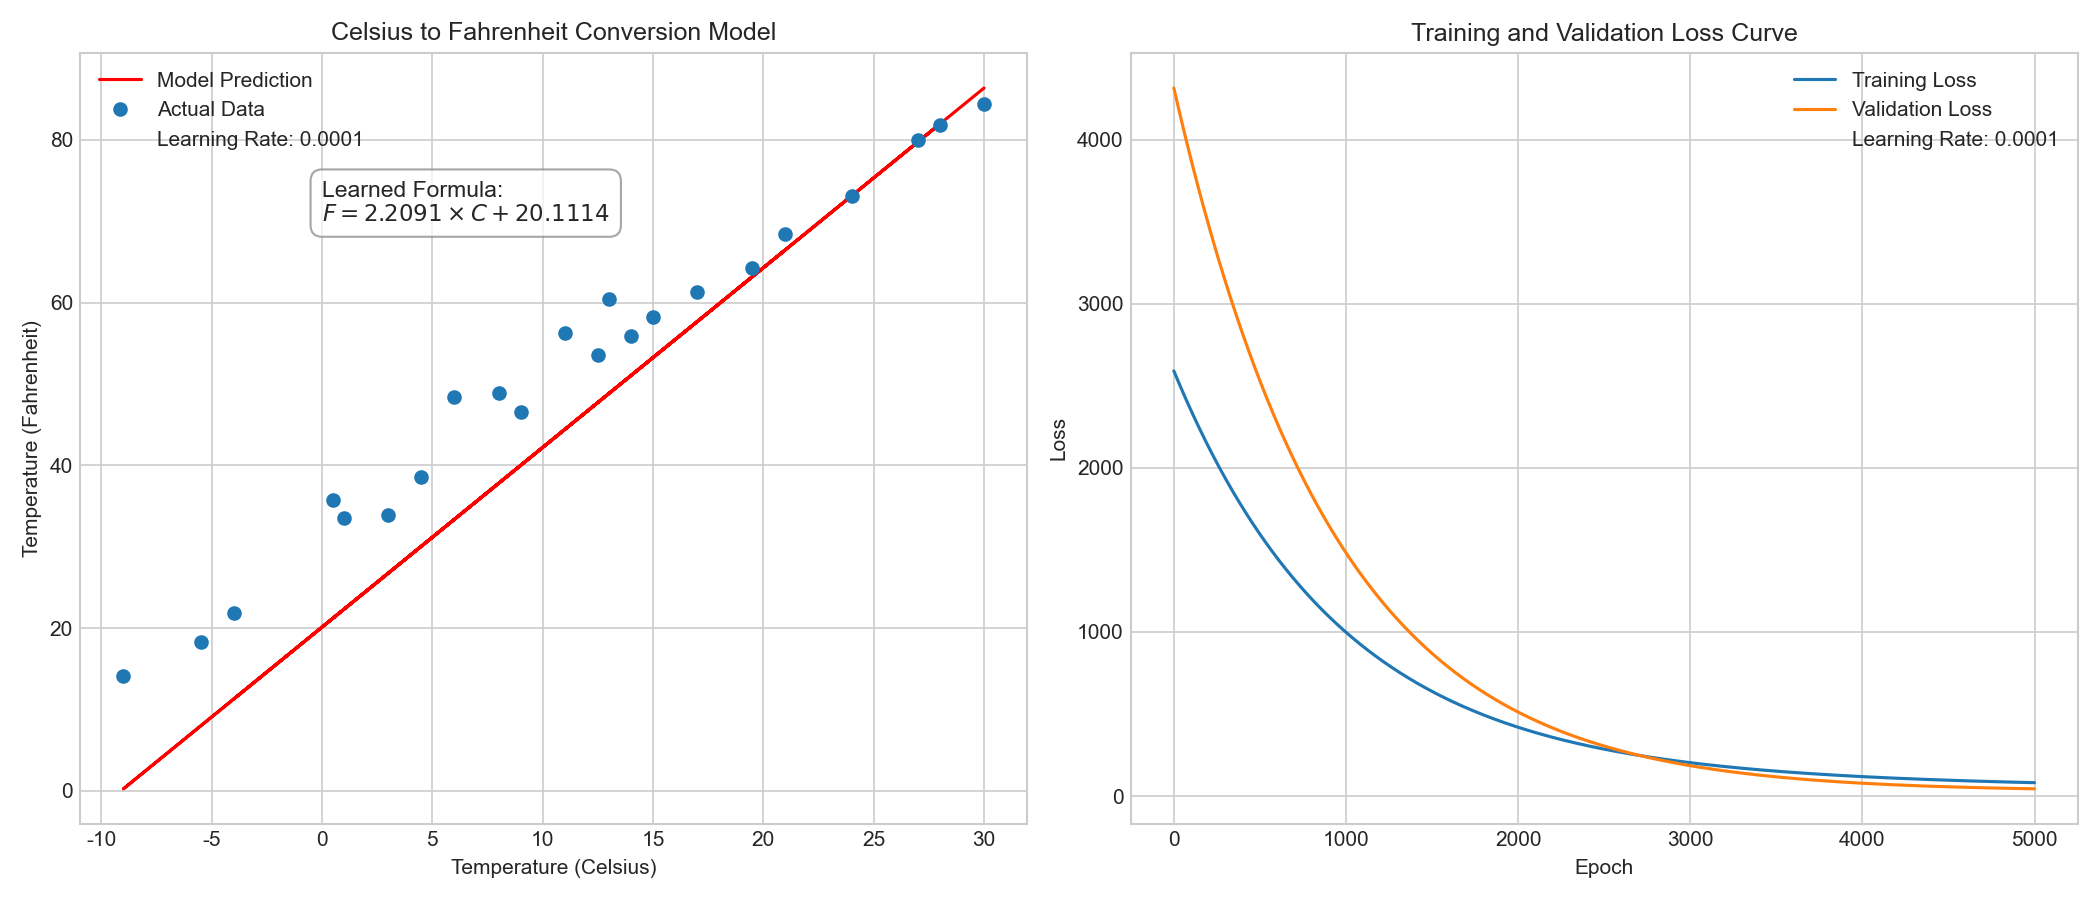 Celsius to Fahrenheit Conversion Model
Model Prediction
Actual Data
Learning Rate: 0.0001
Learned Formula:
F = 2.2091 × C + 20.1114
Temperature (Fahrenheit)
80
60
40
20
0
-10 -5 0 5 10 15 20 25 30
Temperature (Celsius)
Training and Validation Loss Curve
Training Loss
Validation Loss
Learning Rate: 0.0001
Loss
4000
3000
2000
1000
0
0 1000 2000 3000 4000 5000
Epoch